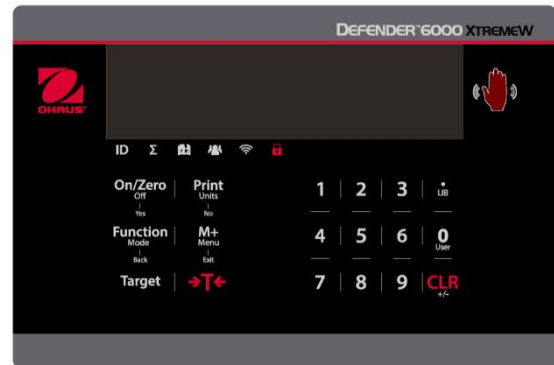 DEFENDER™6000 XTREMEW
OHAUS®
ID Σ
On/Zero Print 1 2 3 .
Off Units LIB
Yes No
Function M+ 4 5 6 0
Mode Menu User
Back Exit
Target →T← 7 8 9 CLR
+/-